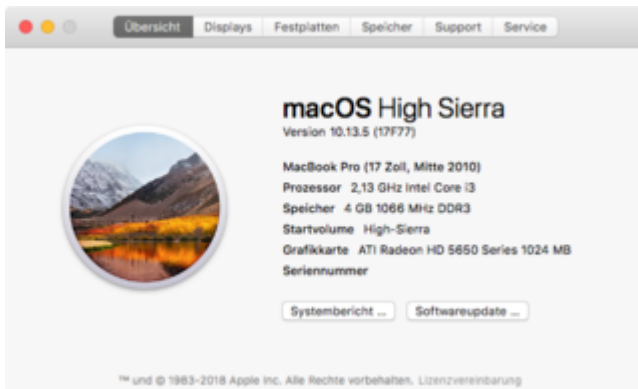 Übersicht Displays Festplatten Speicher Support Service
macOS High Sierra
Version 10.13.5 (17F77)
MacBook Pro (17 Zoll, Mitte 2010)
Prozessor 2,13 GHz Intel Core i3
Speicher 4 GB 1066 MHz DDR3
Startvolume High-Sierra
Grafikkarte ATI Radeon HD 5650 Series 1024 MB
Seriennummer
Systembericht ... Softwareupdate ...
™ und © 1983-2018 Apple Inc. Alle Rechte vorbehalten. Lizenzvereinbarung